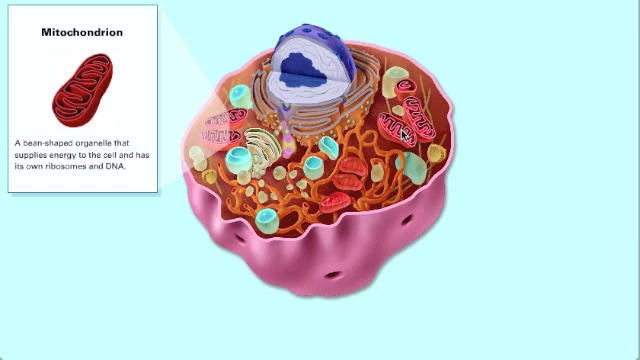 Mitochondrion
A bean-shaped organelle that
supplies energy to the cell and has
its own ribosomes and DNA.